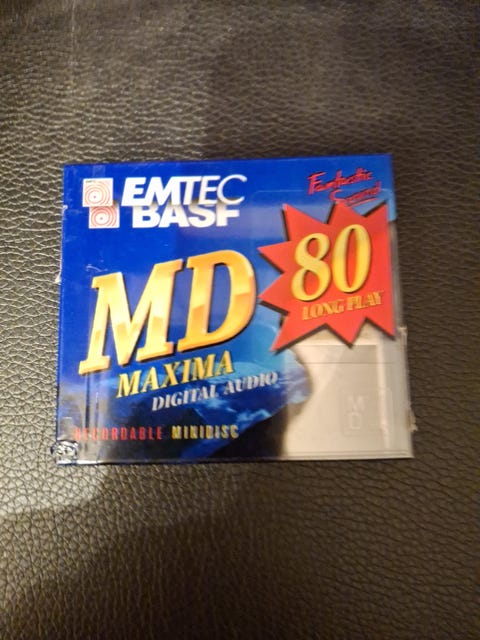 EMTEC
BASF
Fantastic
Sound
MD
80
LONG PLAY
MAXIMA
DIGITAL AUDIO
RECORDABLE MINIDISC
MD